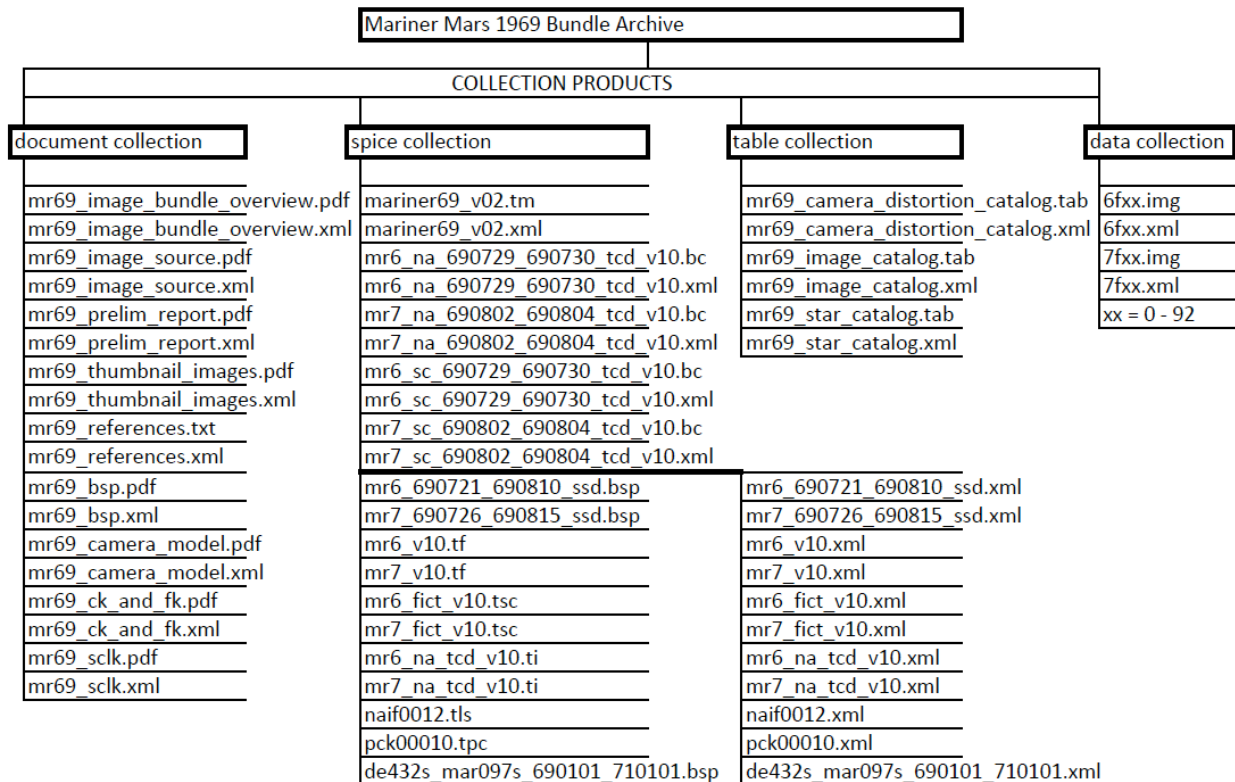 Mariner Mars 1969 Bundle Archive
COLLECTION PRODUCTS
document collection
mr69_image_bundle_overview.pdf
mr69_image_bundle_overview.xml
mr69_image_source.pdf
mr69_image_source.xml
mr69_prelim_report.pdf
mr69_prelim_report.xml
mr69_thumbnail_images.pdf
mr69_thumbnail_images.xml
mr69_references.txt
mr69_references.xml
mr69_bsp.pdf
mr69_bsp.xml
mr69_camera_model.pdf
mr69_camera_model.xml
mr69_ck_and_fk.pdf
mr69_ck_and_fk.xml
mr69_sclk.pdf
mr69_sclk.xml
spice collection
mariner69_v02.tm
mariner69_v02.xml
mr6_na_690729_690730_tcd_v10.bc
mr6_na_690729_690730_tcd_v10.xml
mr7_na_690802_690804_tcd_v10.bc
mr7_na_690802_690804_tcd_v10.xml
mr6_sc_690729_690730_tcd_v10.bc
mr6_sc_690729_690730_tcd_v10.xml
mr7_sc_690802_690804_tcd_v10.bc
mr7_sc_690802_690804_tcd_v10.xml
mr6_690721_690810_ssd.bsp
mr7_690726_690815_ssd.bsp
mr6_v10.tf
mr7_v10.tf
mr6_fict_v10.tsc
mr7_fict_v10.tsc
mr6_na_tcd_v10.ti
mr7_na_tcd_v10.ti
naif0012.tls
pck00010.tpc
de432s_mar097s_690101_710101.bsp
mr6_690721_690810_ssd.xml
mr7_690726_690815_ssd.xml
mr6_v10.xml
mr7_v10.xml
mr6_fict_v10.xml
mr7_fict_v10.xml
mr6_na_tcd_v10.xml
mr7_na_tcd_v10.xml
naif0012.xml
pck00010.xml
de432s_mar097s_690101_710101.xml
table collection
mr69_camera_distortion_catalog.tab
mr69_camera_distortion_catalog.xml
mr69_image_catalog.tab
mr69_image_catalog.xml
mr69_star_catalog.tab
mr69_star_catalog.xml
data collection
6fxx.img
6fxx.xml
7fxx.img
7fxx.xml
xx = 0 - 92